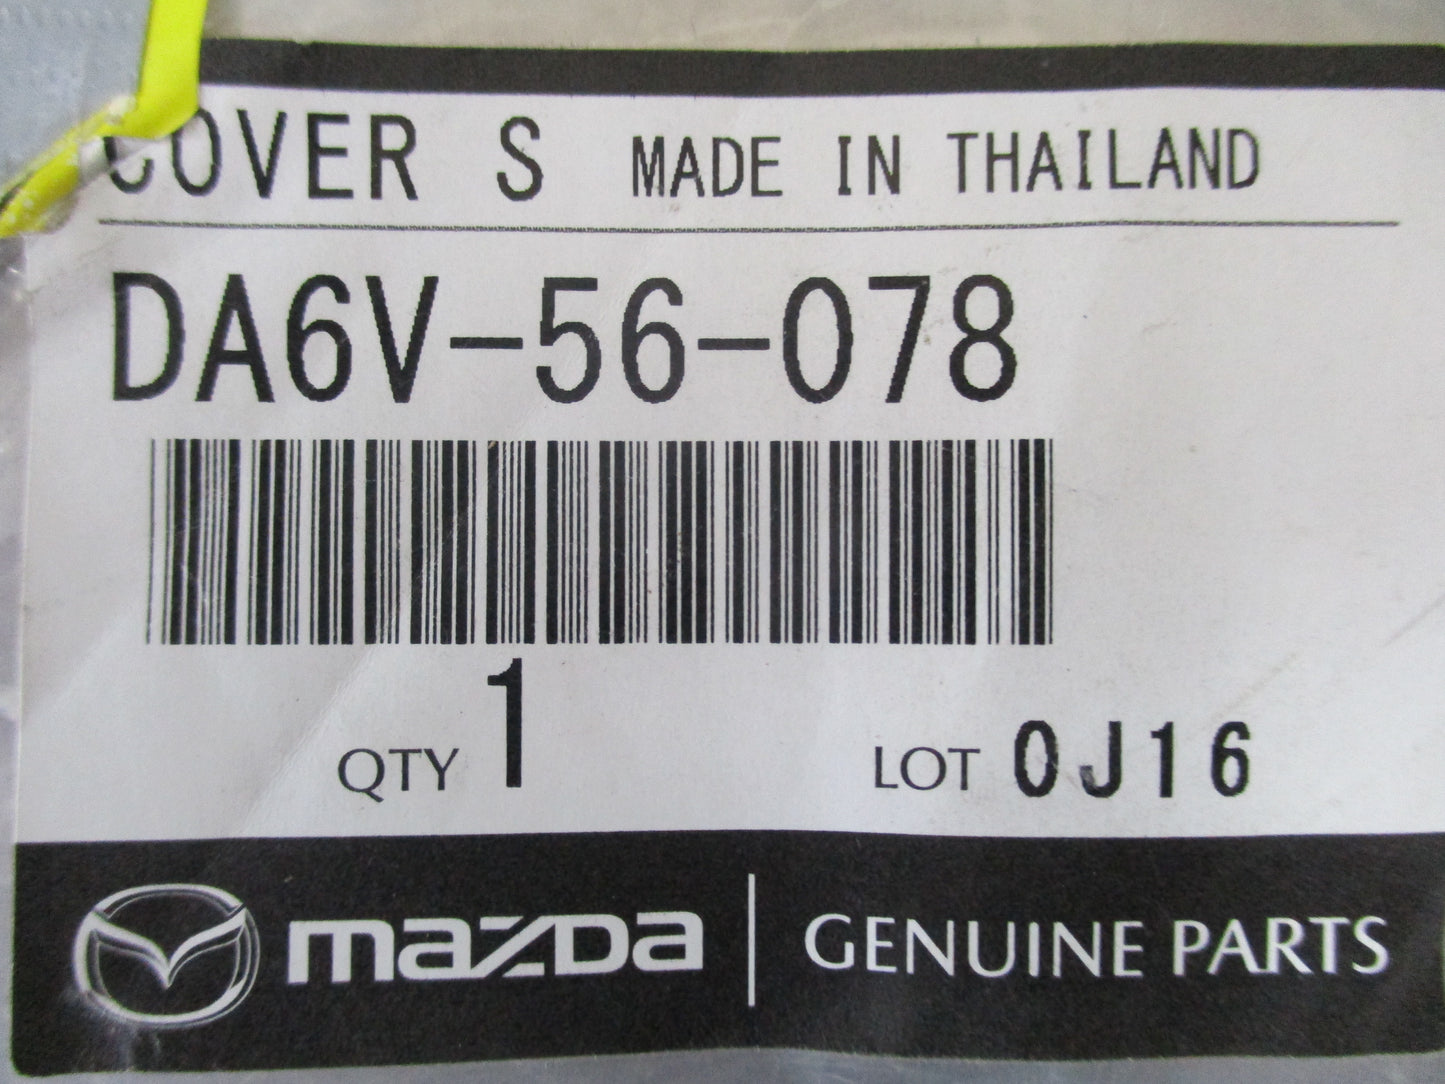 COVER S MADE IN THAILAND
DA6V-56-078
QTY 1 LOT 0J16
mazda GENUINE PARTS